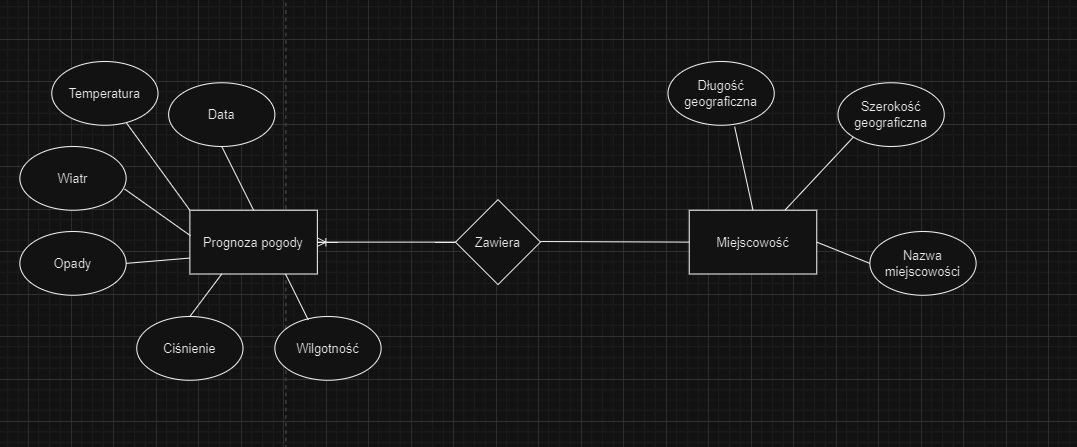 Temperatura
Data
Wiatr
Opady
Prognoza pogody
Ciśnienie
Wilgotność
Zawiera
Długość
geograficzna
Szerokość
geograficzna
Miejscowość
Nazwa
miejscowości